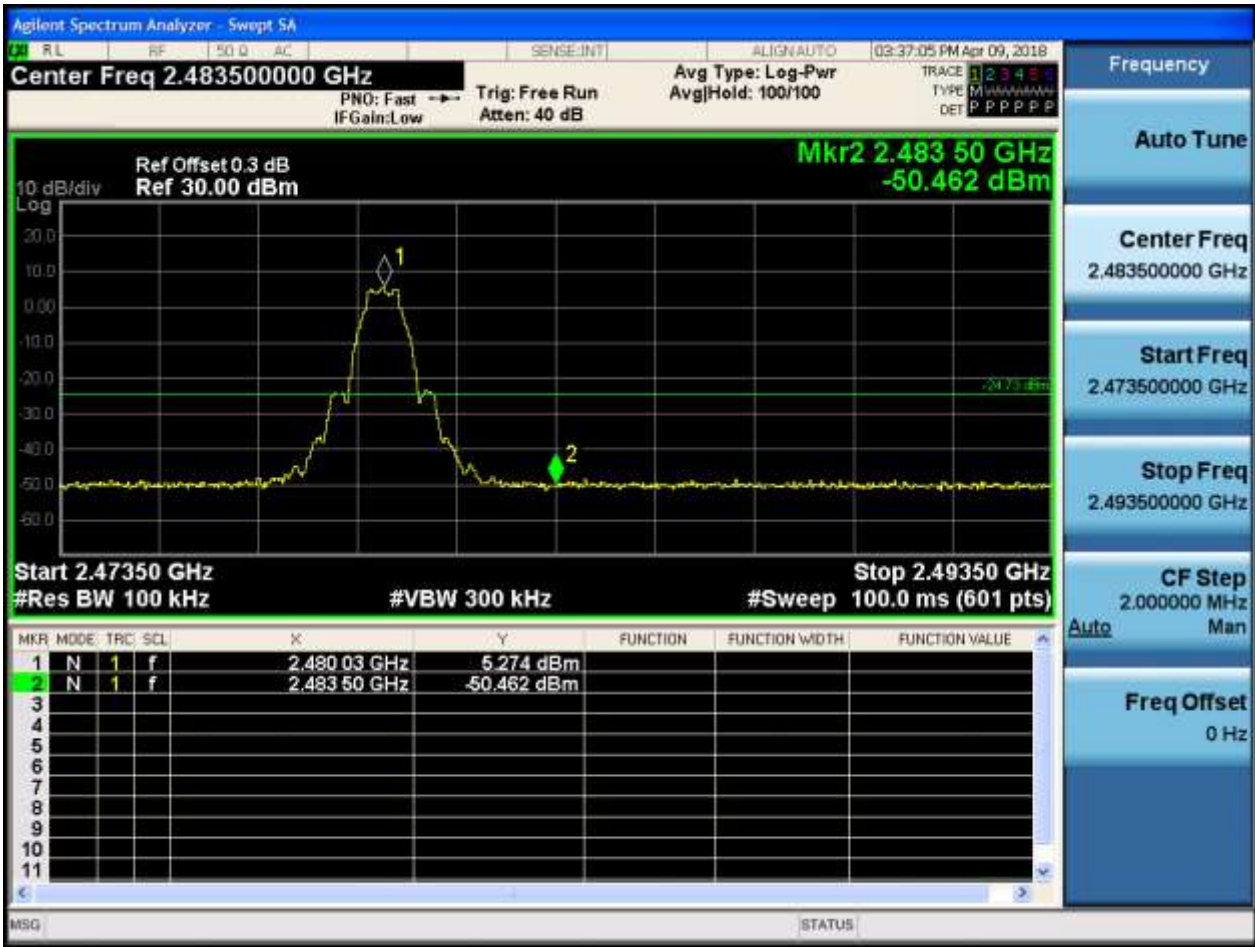 Agilent Spectrum Analyzer - Swept SA
RL RF 50 Ω AC SENSE:INT ALIGN AUTO 03:37:05 PM Apr 09, 2018
Center Freq 2.483500000 GHz
PNO: Fast
IFGain:Low
Trig: Free Run
Atten: 40 dB
Avg Type: Log-Pwr
Avg|Hold: 100/100
TRACE 1 2 3 4 5 6
TYPE M
DET P P P P P P
Mkr2 2.483 50 GHz
-50.462 dBm
Ref Offset 0.3 dB
10 dB/div Ref 30.00 dBm
Log
20.0
10.0
0.00
-10.0
-20.0
-30.0
-40.0
-50.0
-60.0
1
2
-24.73 dBm
Start 2.47350 GHz Stop 2.49350 GHz
#Res BW 100 kHz #VBW 300 kHz #Sweep 100.0 ms (601 pts)
MKR MODE TRC SCL X Y FUNCTION FUNCTION WIDTH FUNCTION VALUE
1 N 1 f 2.480 03 GHz 5.274 dBm
2 N 1 f 2.483 50 GHz -50.462 dBm
3
4
5
6
7
8
9
10
11
MSG STATUS
Frequency
Auto Tune
Center Freq
2.483500000 GHz
Start Freq
2.473500000 GHz
Stop Freq
2.493500000 GHz
CF Step
2.000000 MHz
Auto Man
Freq Offset
0 Hz